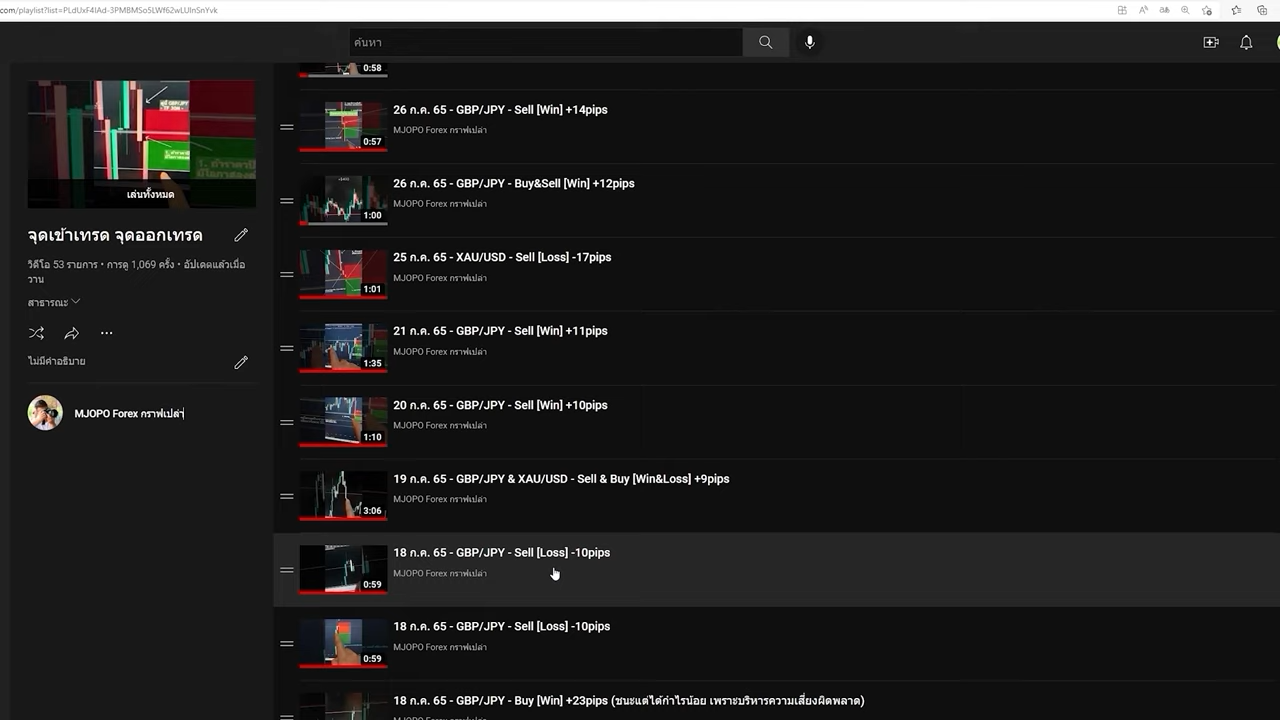 com/playlist?list=PLdUxF4IAd-3PMBMSo5LWf62wLUInSnYvk
ค้นหา
0:58
26 ก.ค. 65 - GBP/JPY - Sell [Win] +14pips
MJOPO Forex กราฟเปล่า
0:57
26 ก.ค. 65 - GBP/JPY - Buy&Sell [Win] +12pips
MJOPO Forex กราฟเปล่า
1:00
25 ก.ค. 65 - XAU/USD - Sell [Loss] -17pips
MJOPO Forex กราฟเปล่า
1:01
21 ก.ค. 65 - GBP/JPY - Sell [Win] +11pips
MJOPO Forex กราฟเปล่า
1:35
20 ก.ค. 65 - GBP/JPY - Sell [Win] +10pips
MJOPO Forex กราฟเปล่า
1:10
19 ก.ค. 65 - GBP/JPY & XAU/USD - Sell & Buy [Win&Loss] +9pips
MJOPO Forex กราฟเปล่า
3:06
18 ก.ค. 65 - GBP/JPY - Sell [Loss] -10pips
MJOPO Forex กราฟเปล่า
0:59
18 ก.ค. 65 - GBP/JPY - Sell [Loss] -10pips
MJOPO Forex กราฟเปล่า
0:59
18 ก.ค. 65 - GBP/JPY - Buy [Win] +23pips (ชนะแต่ได้กำไรน้อย เพราะบริหารความเสี่ยงผิดพลาด)
เล่นทั้งหมด
จุดเข้าเทรด จุดออกเทรด
วิดีโอ 53 รายการ • การดู 1,069 ครั้ง • อัปเดตแล้วเมื่อ
วาน
สาธารณะ
ไม่มีคำอธิบาย
MJOPO Forex กราฟเปล่า